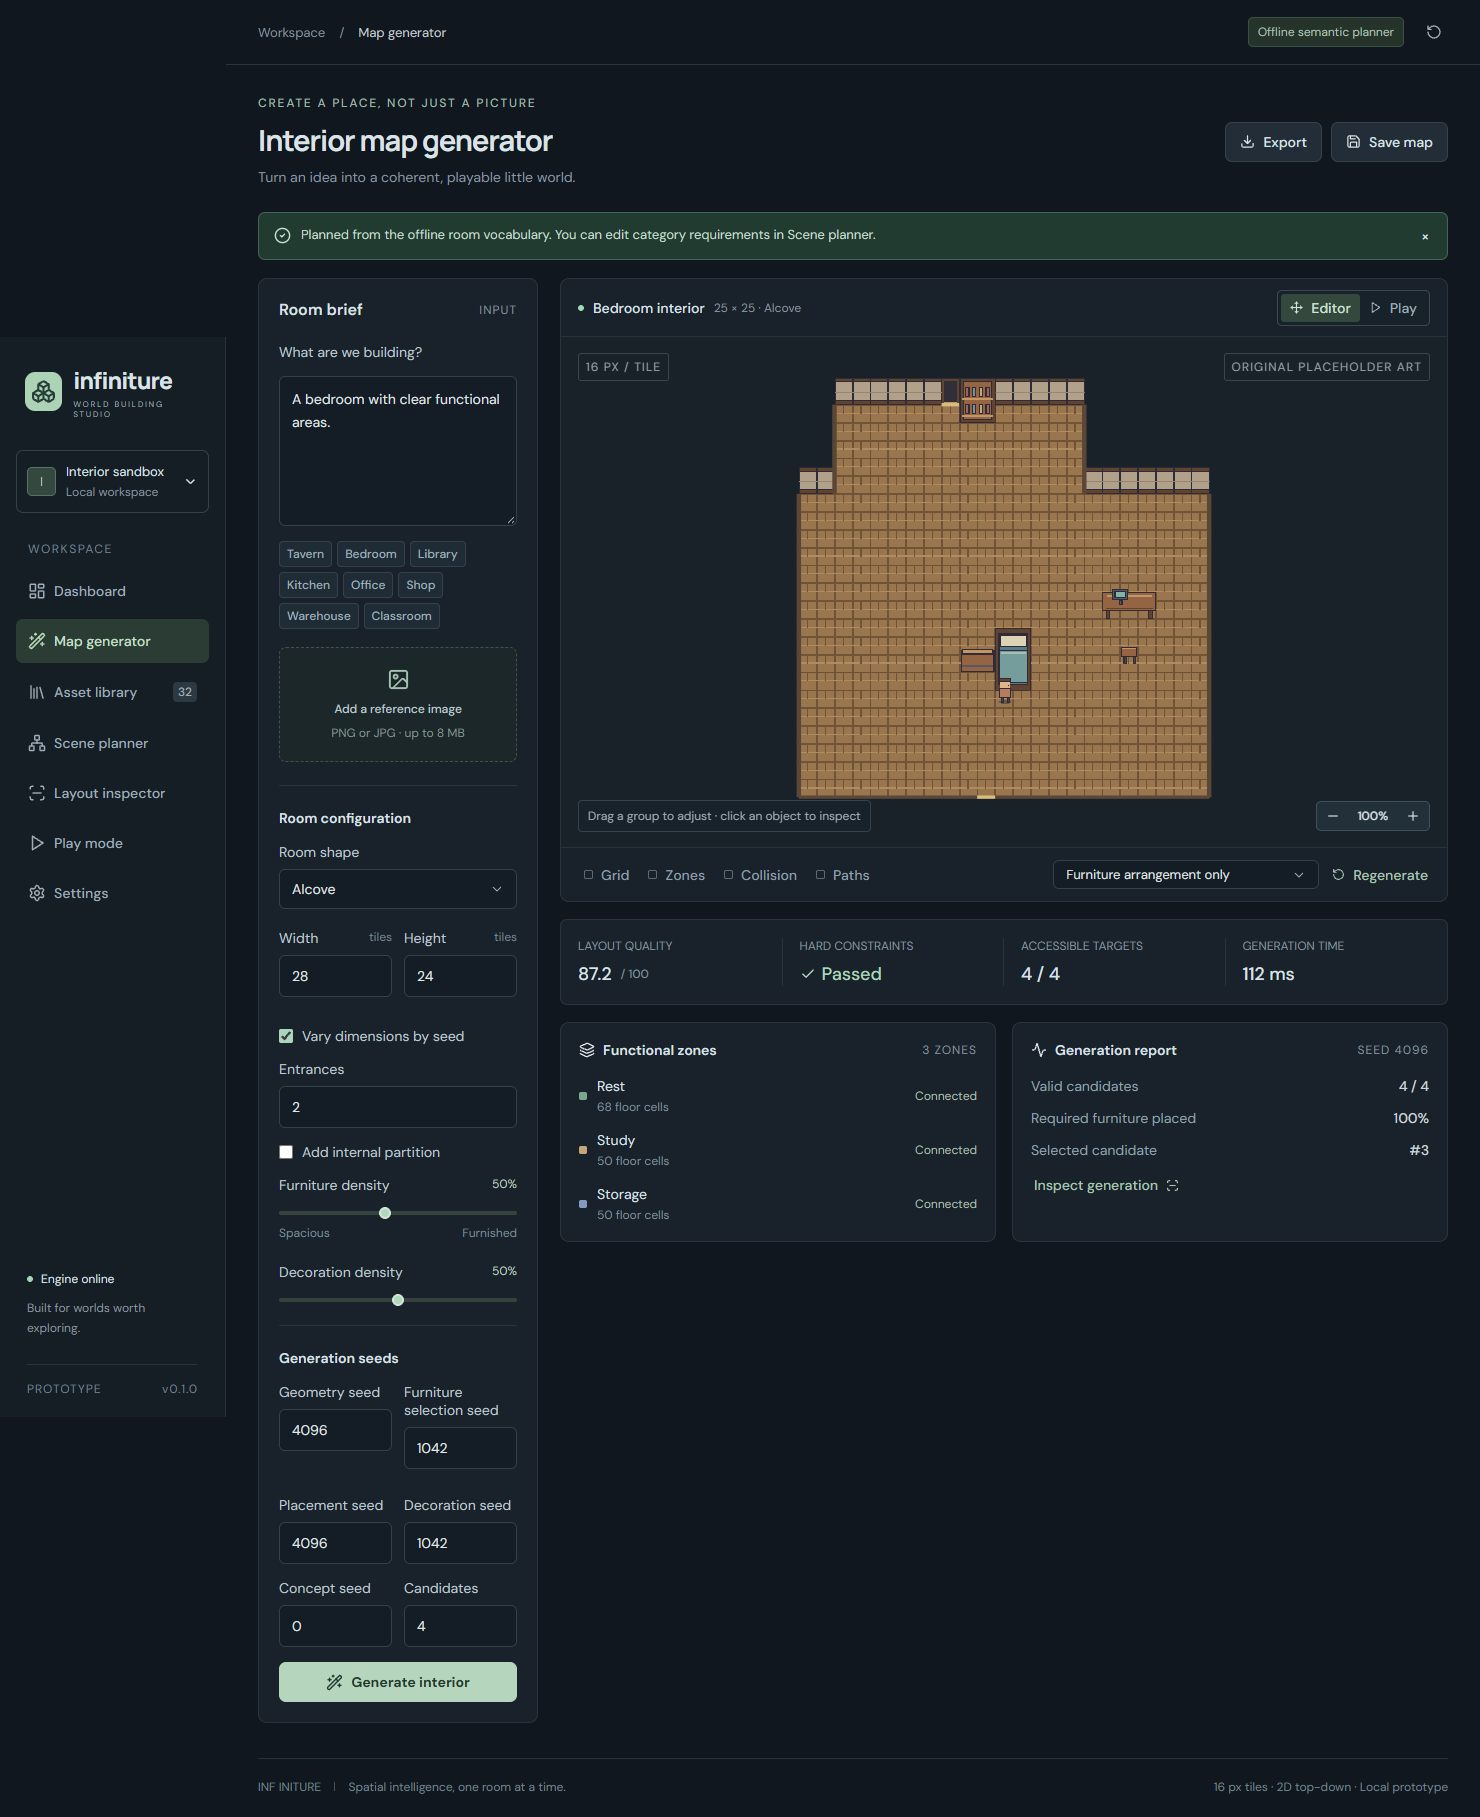 Workspace / Map generator
Offline semantic planner
CREATE A PLACE, NOT JUST A PICTURE
Interior map generator
Turn an idea into a coherent, playable little world.
Export
Save map
Planned from the offline room vocabulary. You can edit category requirements in Scene planner.
×
infiniture
WORLD BUILDING
STUDIO
I
Interior sandbox
Local workspace
WORKSPACE
Dashboard
Map generator
Asset library 32
Scene planner
Layout inspector
Play mode
Settings
Engine online
Built for worlds worth
exploring.
PROTOTYPE v0.1.0
Room brief INPUT
What are we building?
A bedroom with clear functional
areas.
Tavern Bedroom Library
Kitchen Office Shop
Warehouse Classroom
Add a reference image
PNG or JPG · up to 8 MB
Room configuration
Room shape
Alcove
Width tiles Height tiles
28 24
Vary dimensions by seed
Entrances
2
Add internal partition
Furniture density 50%
Spacious Furnished
Decoration density 50%
Generation seeds
Geometry seed
4096
Furniture
selection seed
1042
Placement seed Decoration seed
4096 1042
Concept seed Candidates
0 4
Generate interior
Bedroom interior 25 × 25 · Alcove
Editor Play
16 PX / TILE
ORIGINAL PLACEHOLDER ART
Drag a group to adjust · click an object to inspect
− 100% +
Grid Zones Collision Paths
Furniture arrangement only
Regenerate
LAYOUT QUALITY
87.2 / 100
HARD CONSTRAINTS
Passed
ACCESSIBLE TARGETS
4 / 4
GENERATION TIME
112 ms
Functional zones 3 ZONES
Rest
68 floor cells
Connected
Study
50 floor cells
Connected
Storage
50 floor cells
Connected
Generation report SEED 4096
Valid candidates 4 / 4
Required furniture placed 100%
Selected candidate #3
Inspect generation
INF INITURE | Spatial intelligence, one room at a time.
16 px tiles · 2D top-down · Local prototype